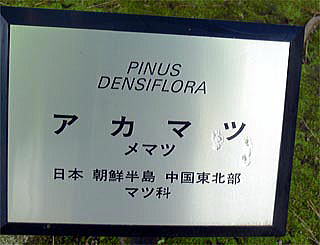 PINUS
DENSIFLORA
アカマツ
メマツ
日本 朝鮮半島 中国東北部
マツ科